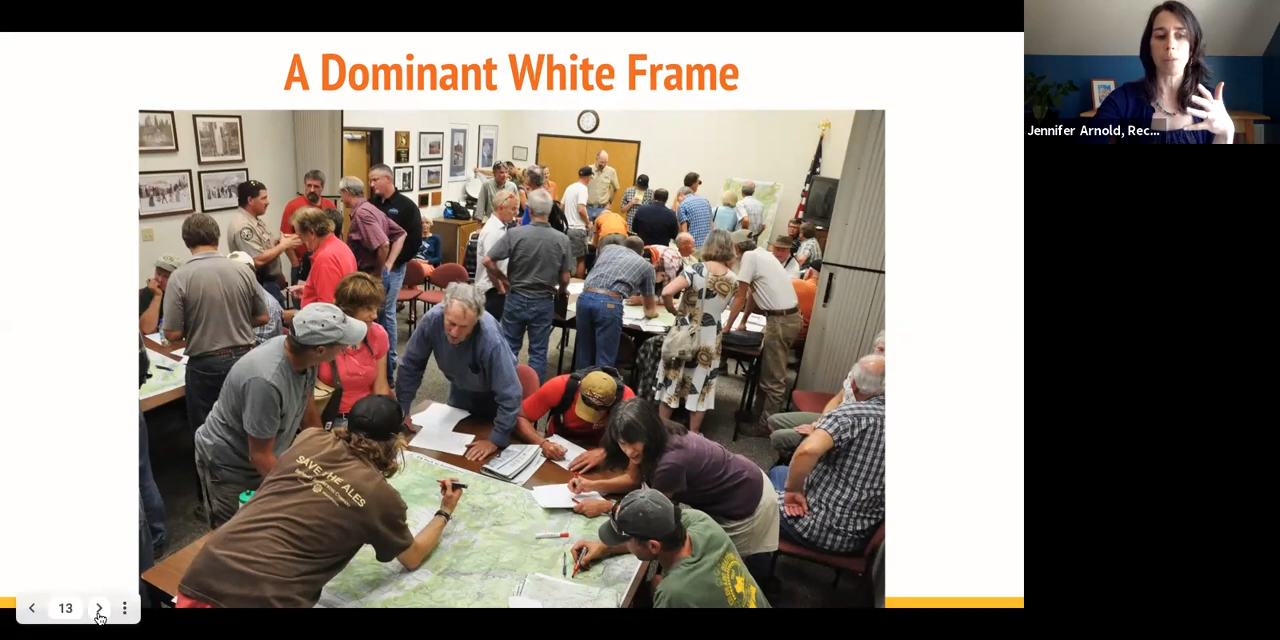 A Dominant White Frame
Jennifer Arnold, Rec...
SAVE THE ALES
13